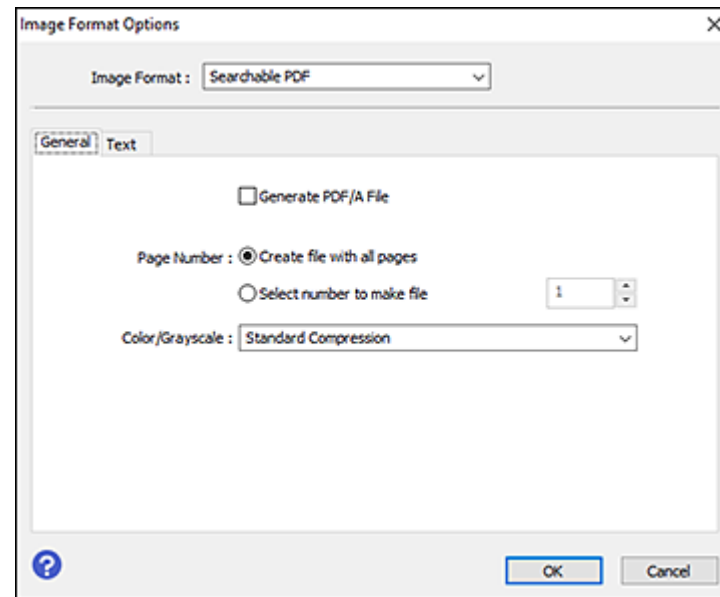 Image Format Options
Image Format : Searchable PDF
General Text
Generate PDF/A File
Page Number : Create file with all pages
Select number to make file 1
Color/Grayscale : Standard Compression
?
OK Cancel